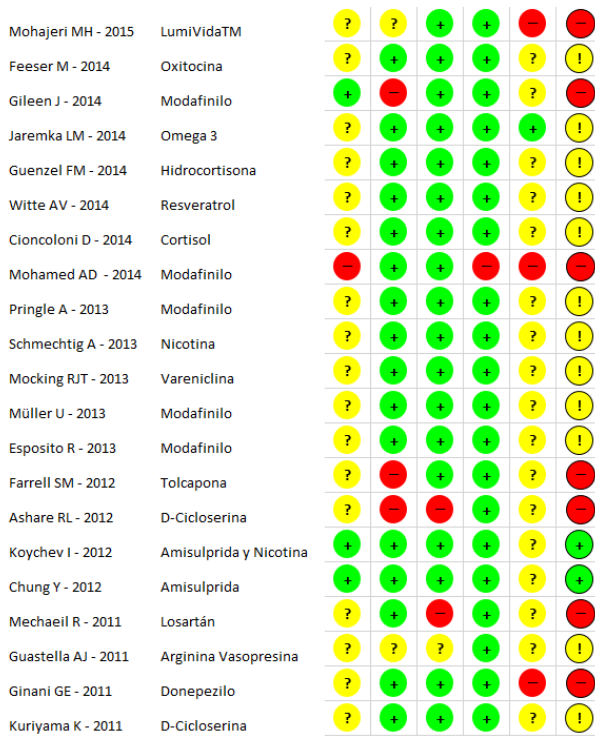 Mohajeri MH - 2015 LumiVidaTM ? ? + + − −
Feeser M - 2014 Oxitocina ? + + + ? !
Gileen J - 2014 Modafinilo + − + + ? −
Jaremka LM - 2014 Omega 3 ? + + + + !
Guenzel FM - 2014 Hidrocortisona ? + + + ? !
Witte AV - 2014 Resveratrol ? + + + ? !
Cioncoloni D - 2014 Cortisol ? + + + ? !
Mohamed AD - 2014 Modafinilo − + + − − −
Pringle A - 2013 Modafinilo ? + + + ? !
Schmechtig A - 2013 Nicotina ? + + + ? !
Mocking RJT - 2013 Vareniclina ? + + + ? !
Müller U - 2013 Modafinilo ? + + + ? !
Esposito R - 2013 Modafinilo ? + + + ? !
Farrell SM - 2012 Tolcapona ? − + + ? −
Ashare RL - 2012 D-Cicloserina ? − − + ? −
Koychev I - 2012 Amisulprida y Nicotina + + + + ? +
Chung Y - 2012 Amisulprida + + + + ? +
Mechaeil R - 2011 Losartán ? + − + ? −
Guastella AJ - 2011 Arginina Vasopresina ? ? ? + ? !
Ginani GE - 2011 Donepezilo ? + + + − −
Kuriyama K - 2011 D-Cicloserina ? + + + ? !